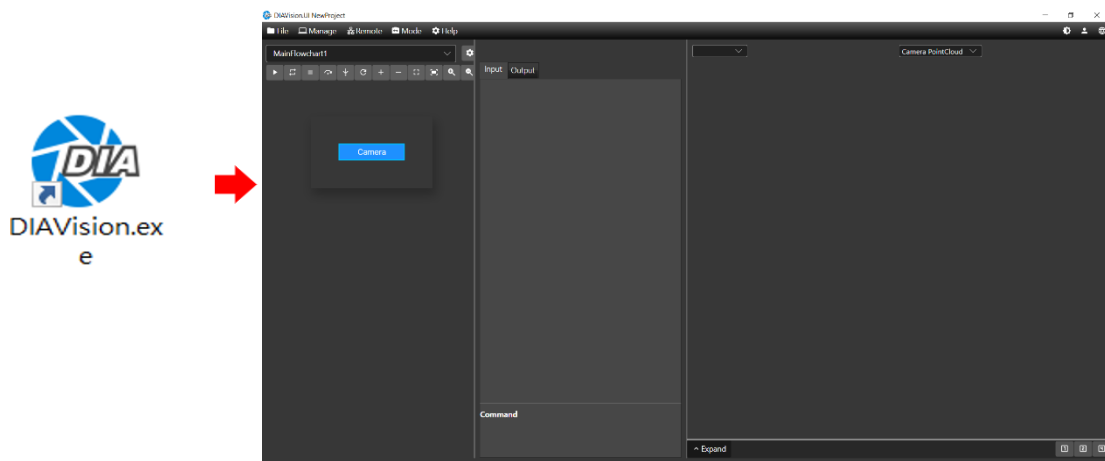 DIA
DIAVision.ex
e
DIAVision.UI NewProject
File Manage Remote Mode Help
MainFlowchart1
Camera
Input Output
Command
Camera PointCloud
Expand